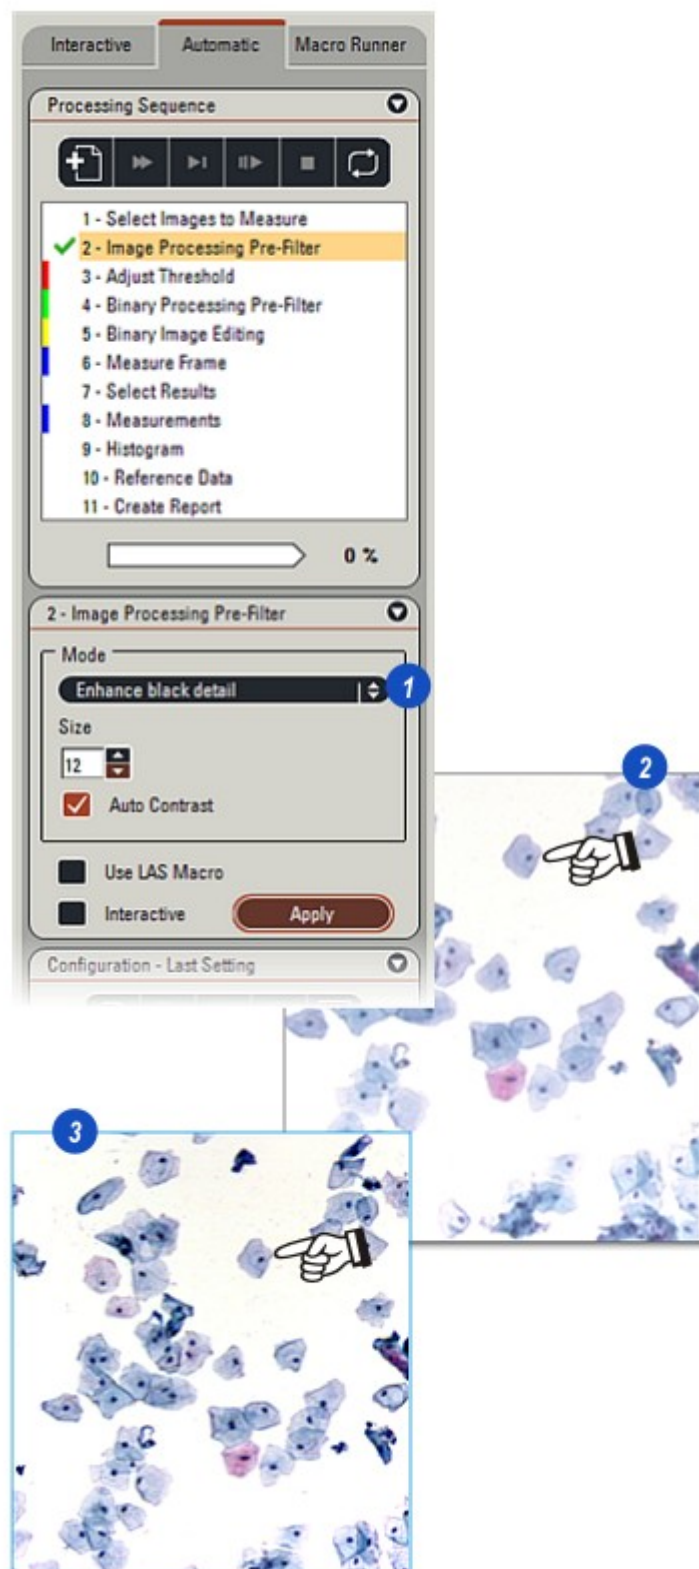 Interactive Automatic Macro Runner
Processing Sequence
1 - Select Images to Measure
2 - Image Processing Pre-Filter
3 - Adjust Threshold
4 - Binary Processing Pre-Filter
5 - Binary Image Editing
6 - Measure Frame
7 - Select Results
8 - Measurements
9 - Histogram
10 - Reference Data
11 - Create Report
0 %
2 - Image Processing Pre-Filter
Mode
Enhance black detail
1
Size
12
Auto Contrast
2
Use LAS Macro
Interactive Apply
Configuration - Last Setting
3